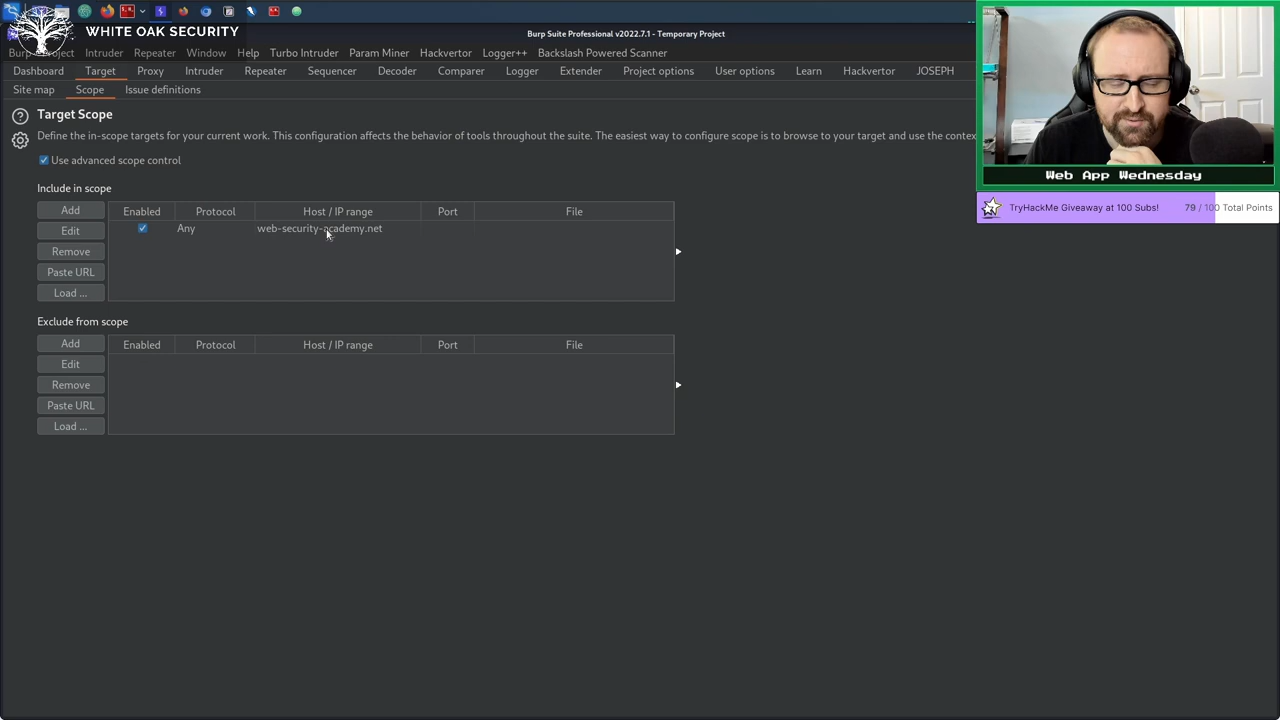 WHITE OAK SECURITY
Burp Suite Professional v2022.7.1 - Temporary Project
Burp Project Intruder Repeater Window Help Turbo Intruder Param Miner Hackvertor Logger++ Backslash Powered Scanner
Dashboard Target Proxy Intruder Repeater Sequencer Decoder Comparer Logger Extender Project options User options Learn Hackvertor JOSEPH
Site map Scope Issue definitions
Target Scope
Define the in-scope targets for your current work. This configuration affects the behavior of tools throughout the suite. The easiest way to configure scope is to browse to your target and use the contex
Use advanced scope control
Include in scope
Add
Edit
Remove
Paste URL
Load ...
Enabled Protocol Host / IP range Port File
Any web-security-academy.net
Exclude from scope
Add
Edit
Remove
Paste URL
Load ...
Enabled Protocol Host / IP range Port File
Web App Wednesday
TryHackMe Giveaway at 100 Subs! 79 / 100 Total Points